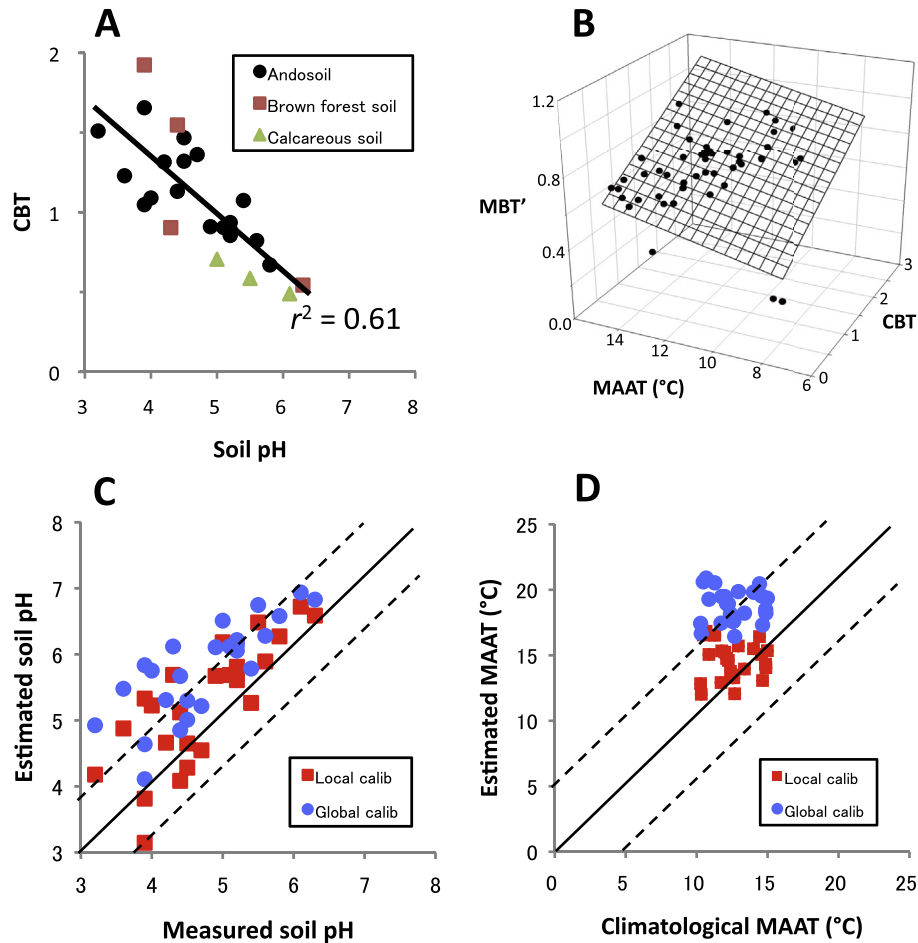 A
2
1
0
CBT
Andosoil
Brown forest soil
Calcareous soil
r² = 0.61
3 4 5 6 7 8
Soil pH
B
1.2
0.8
0.4
0.0
MBT’
14 12 10 8 6
MAAT (°C)
0 1 2 3
CBT
C
8
7
6
5
4
3
Estimated soil pH
Local calib
Global calib
3 4 5 6 7 8
Measured soil pH
D
25
20
15
10
5
0
Estimated MAAT (°C)
Local calib
Global calib
0 5 10 15 20 25
Climatological MAAT (°C)